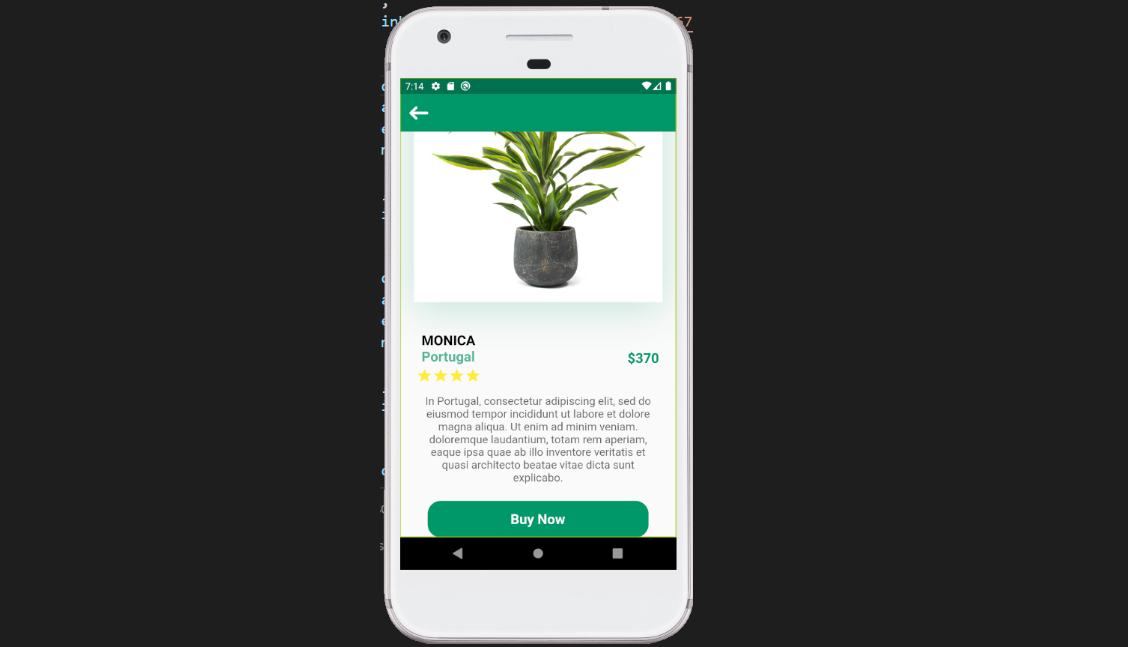 67
7:14
MONICA
Portugal
$370
In Portugal, consectetur adipiscing elit, sed do
eiusmod tempor incididunt ut labore et dolore
magna aliqua. Ut enim ad minim veniam.
doloremque laudantium, totam rem aperiam,
eaque ipsa quae ab illo inventore veritatis et
quasi architecto beatae vitae dicta sunt
explicabo.
Buy Now